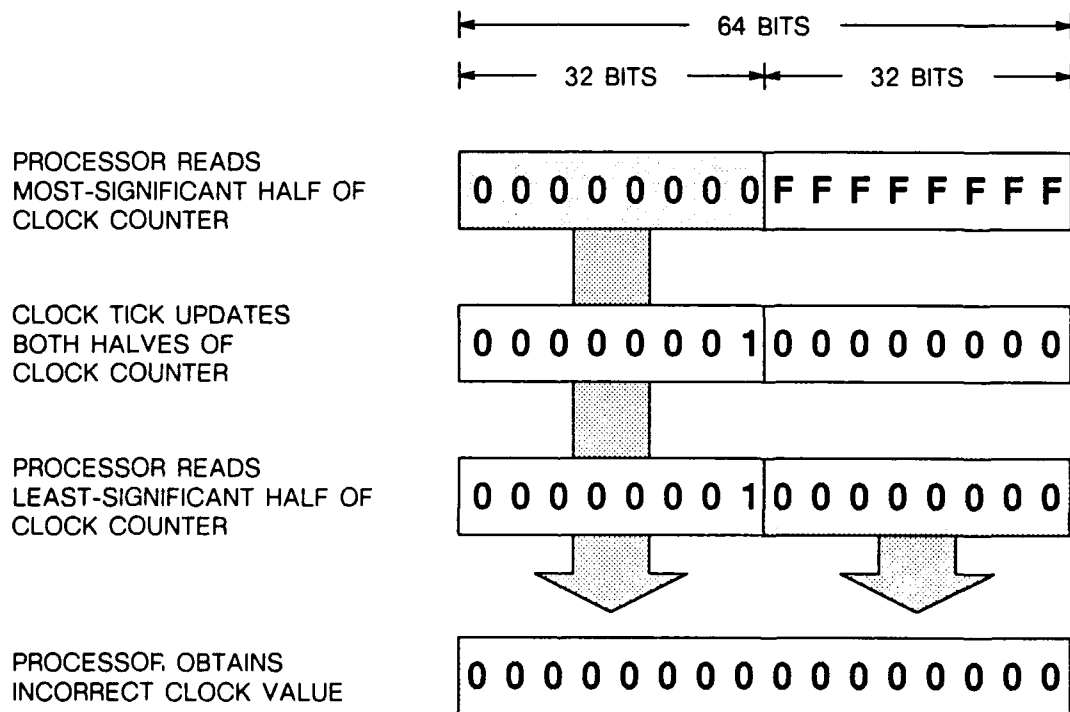 64 BITS
32 BITS 32 BITS
PROCESSOR READS
MOST-SIGNIFICANT HALF OF
CLOCK COUNTER
0 0 0 0 0 0 0 0 F F F F F F F F
CLOCK TICK UPDATES
BOTH HALVES OF
CLOCK COUNTER
0 0 0 0 0 0 0 1 0 0 0 0 0 0 0 0
PROCESSOR READS
LEAST-SIGNIFICANT HALF OF
CLOCK COUNTER
0 0 0 0 0 0 0 1 0 0 0 0 0 0 0 0
PROCESSOR OBTAINS
INCORRECT CLOCK VALUE
0 0 0 0 0 0 0 0 0 0 0 0 0 0 0 0